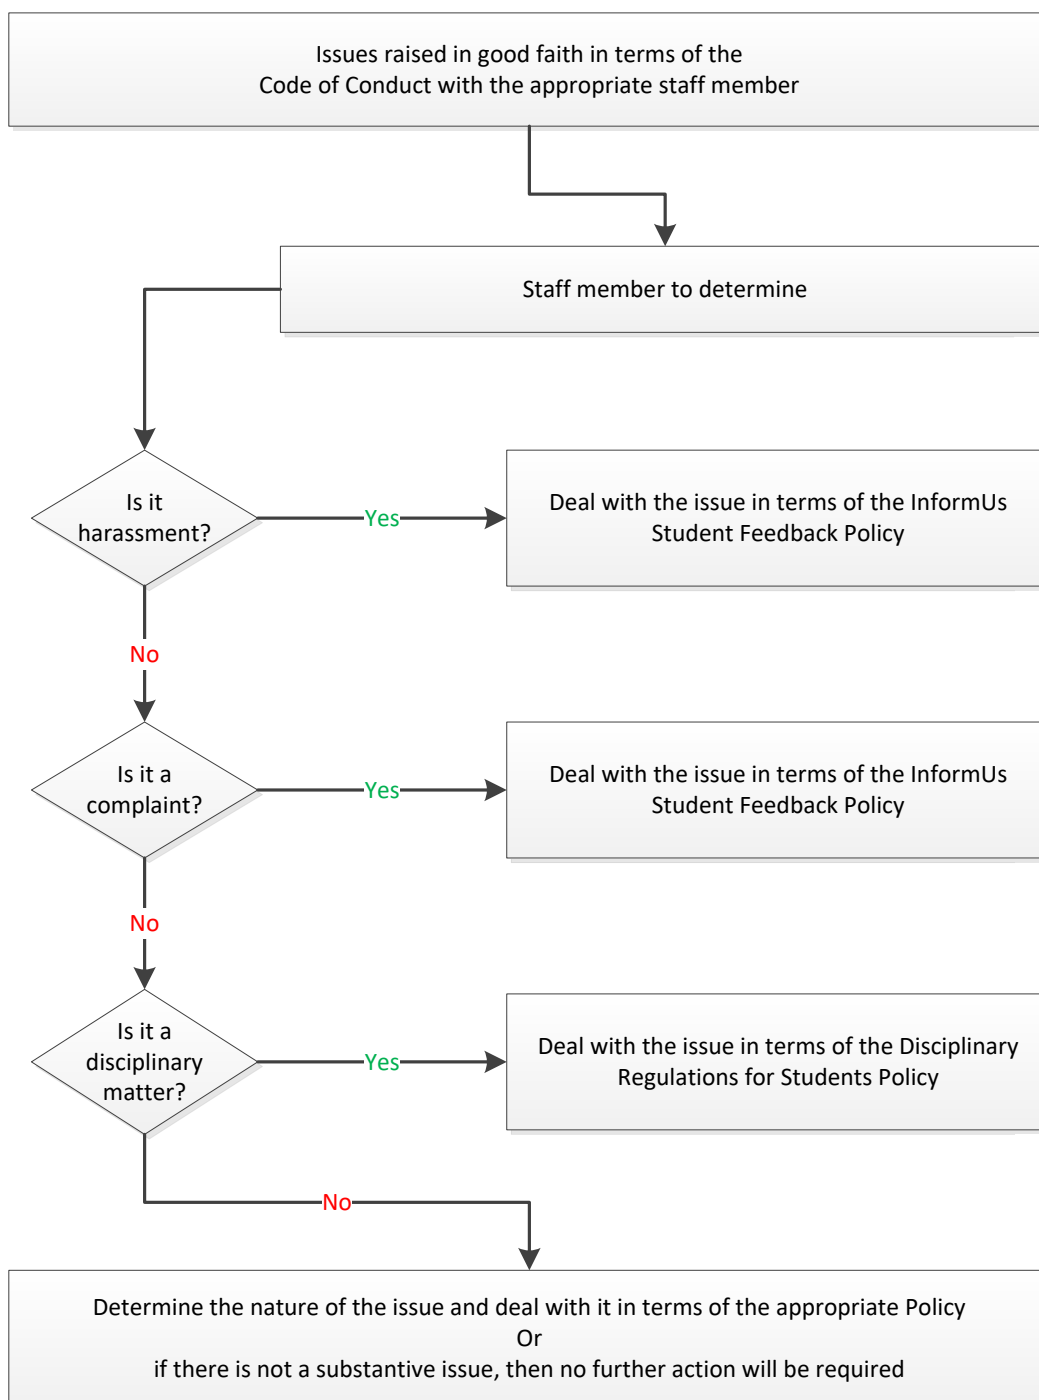 Issues raised in good faith in terms of the
Code of Conduct with the appropriate staff member
Staff member to determine
Is it
harassment?
Yes
Deal with the issue in terms of the InformUs
Student Feedback Policy
No
Is it a
complaint?
Yes
Deal with the issue in terms of the InformUs
Student Feedback Policy
No
Is it a
disciplinary
matter?
Yes
Deal with the issue in terms of the Disciplinary
Regulations for Students Policy
No
Determine the nature of the issue and deal with it in terms of the appropriate Policy
Or
if there is not a substantive issue, then no further action will be required